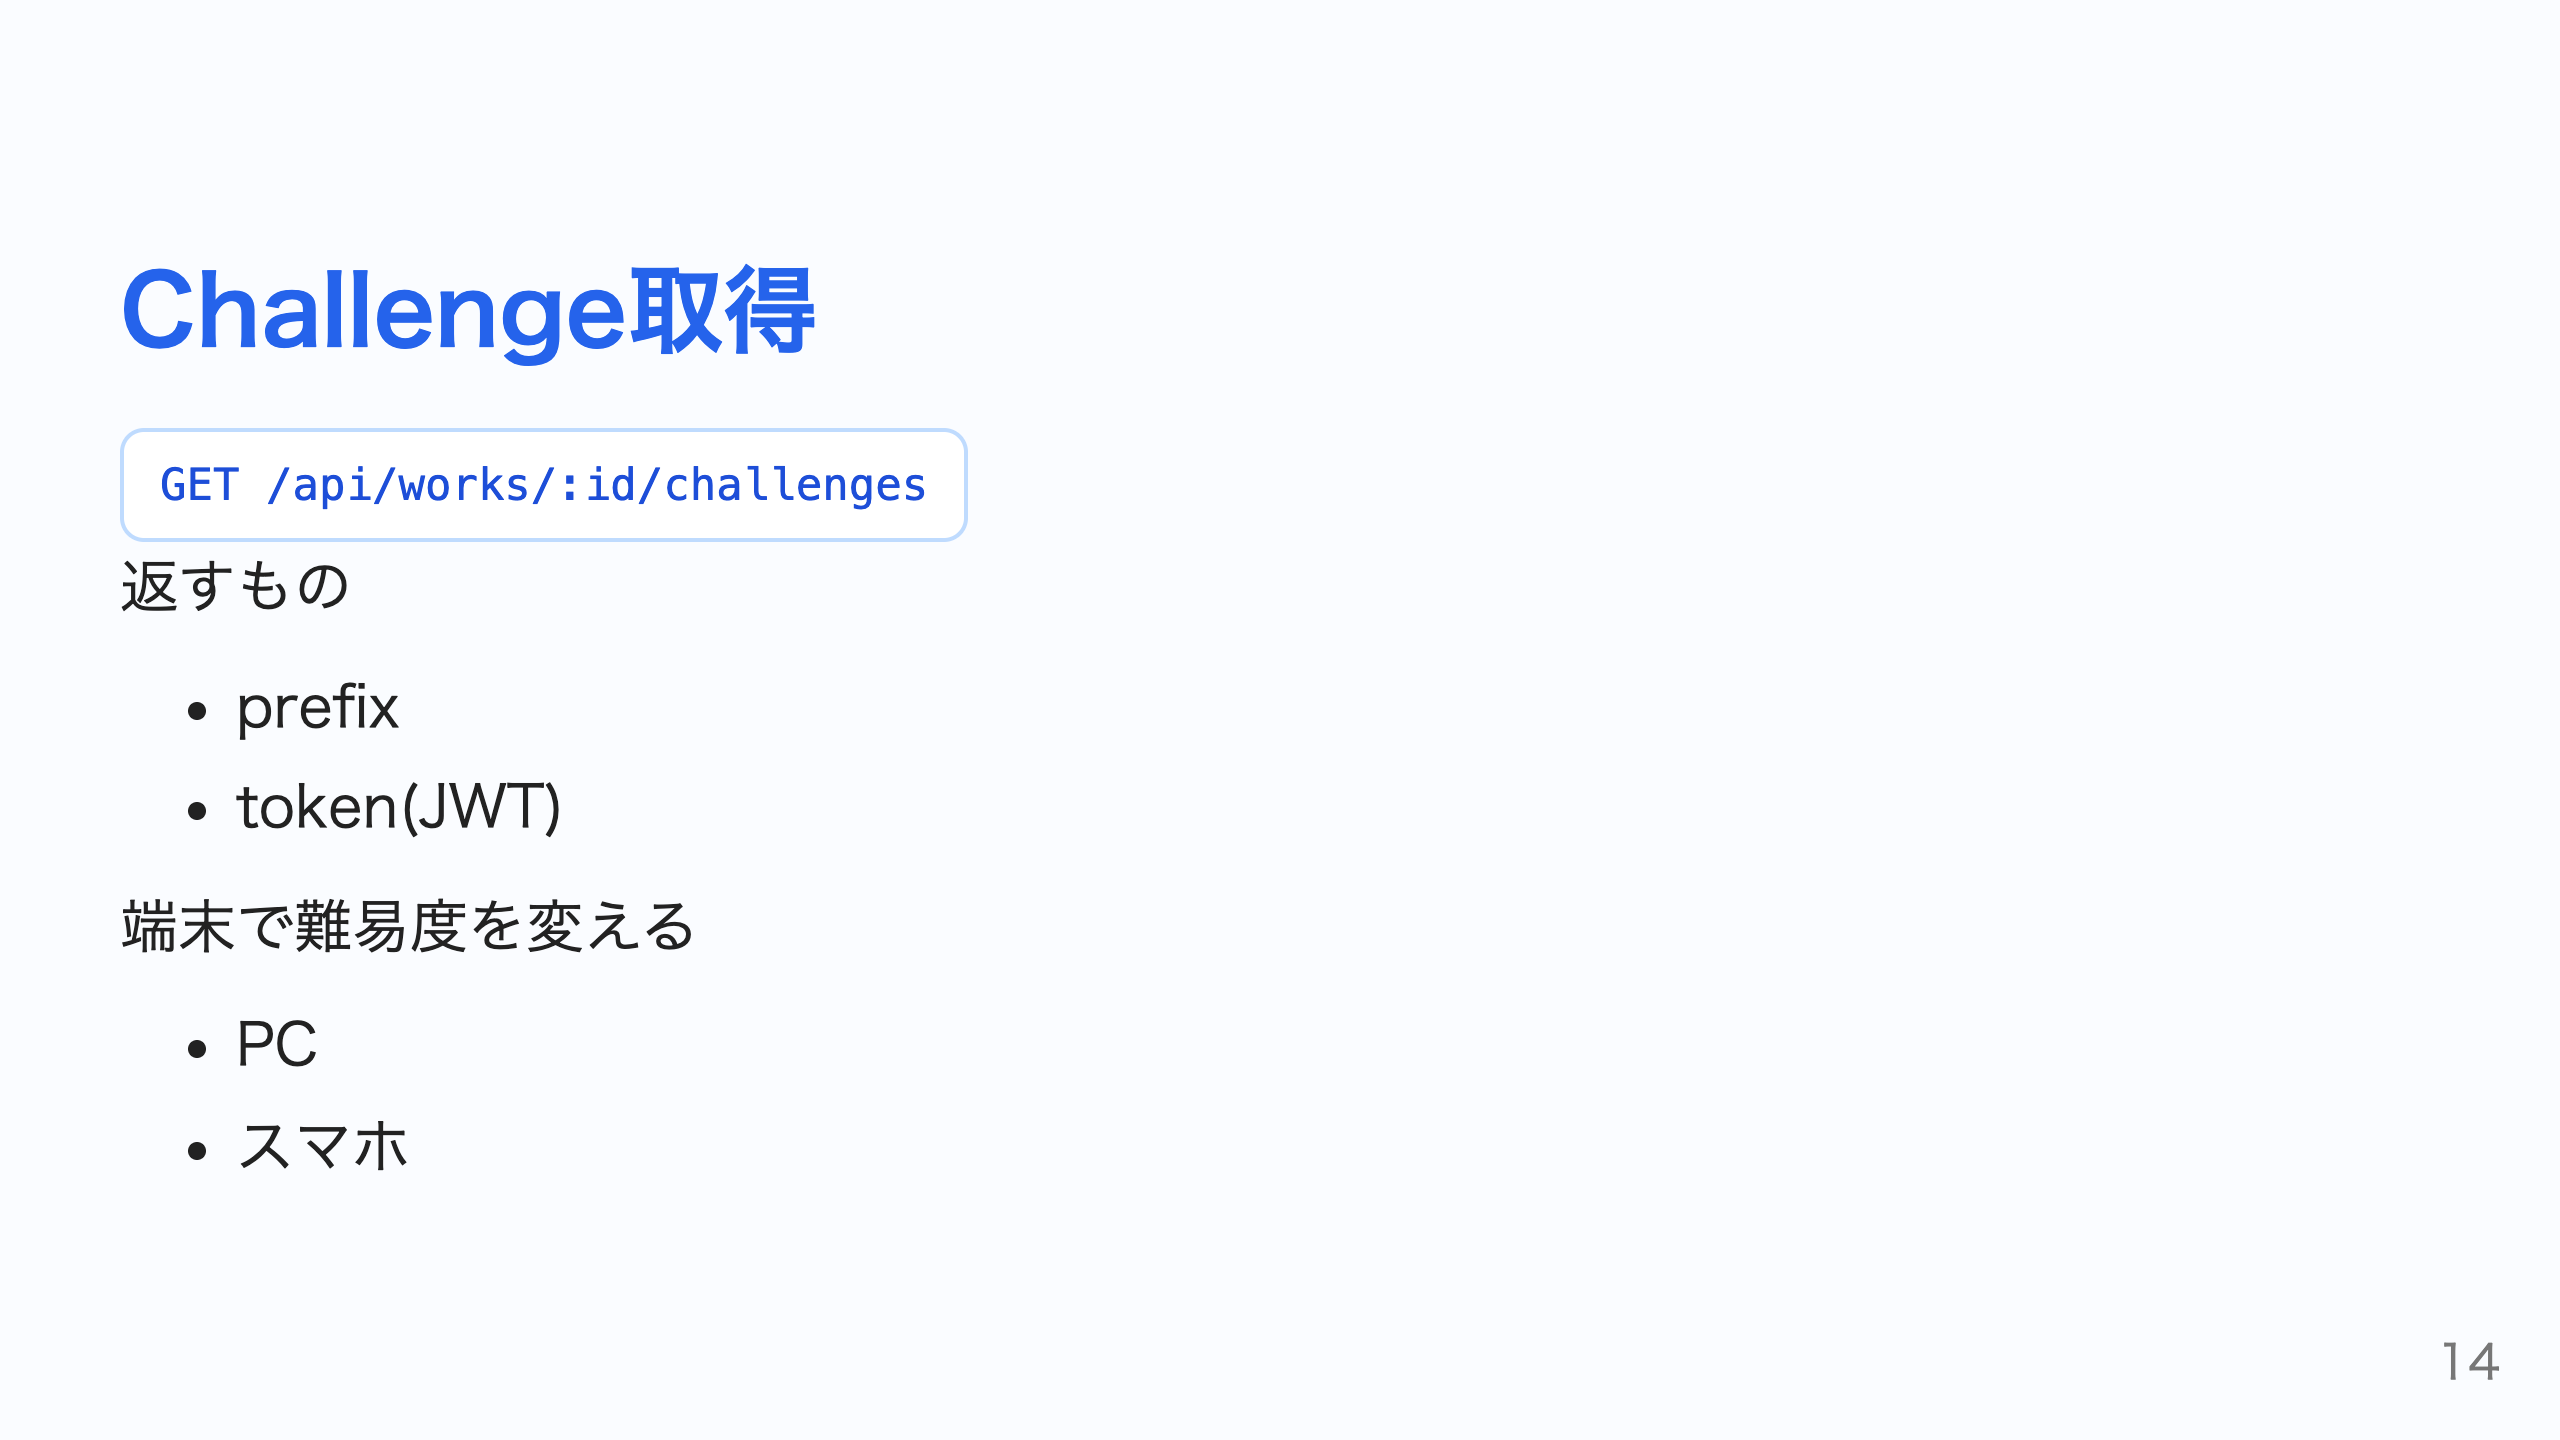 Challenge取得
GET /api/works/:id/challenges
返すもの
• prefix
• token(JWT)
端末で難易度を変える
• PC
• スマホ
14